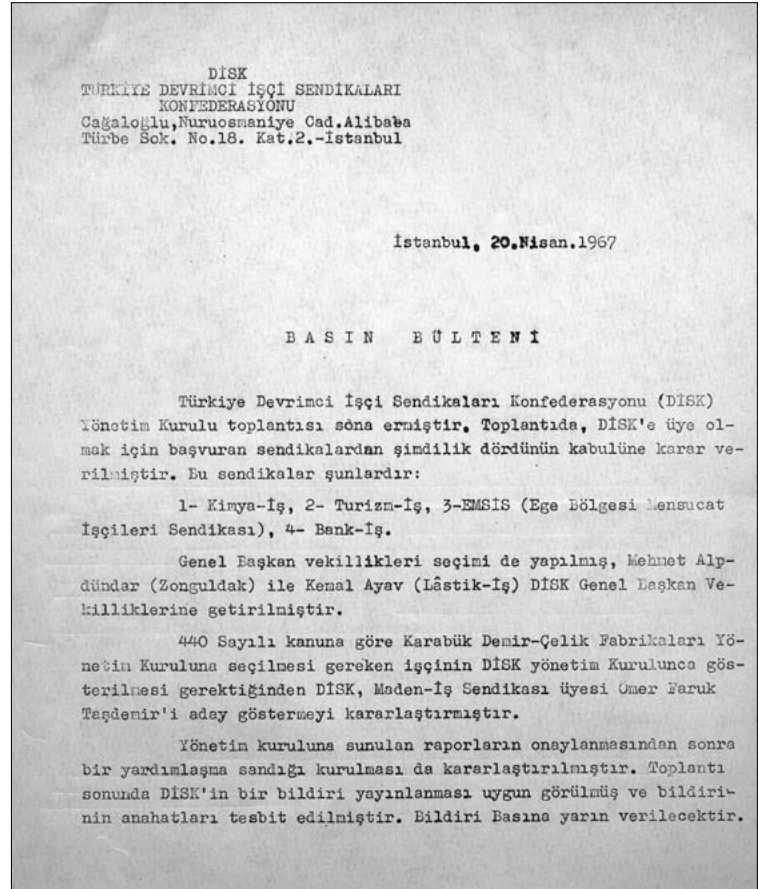 DİSK
TÜRKİYE DEVRİMCİ İŞÇİ SENDİKALARI
KONFEDERASYONU
Cağaloğlu,Nuruosmaniye Cad.Alibaba
Türbe Sok. No.18. Kat.2.-İstanbul
İstanbul, 20.Nisan.1967
B A S I N   B Ü L T E N İ
Türkiye Devrimci İşçi Sendikaları Konfederasyonu (DİSK)
Yönetim Kurulu toplantısı sona ermiştir. Toplantıda, DİSK'e üye ol-
mak için başvuran sendikalardan şimdilik dördünün kabulüne karar ve-
rilmiştir. Bu sendikalar şunlardır:
1- Kimya-İş, 2- Turizm-İş, 3-EMSİS (Ege Bölgesi Mensucat
İşçileri Sendikası), 4- Bank-İş.
Genel Başkan vekillikleri seçimi de yapılmış, Mehmet Alp-
dündar (Zonguldak) ile Kemal Ayav (Lâstik-İş) DİSK Genel Başkan Ve-
killiklerine getirilmiştir.
440 Sayılı kanuna göre Karabük Demir-Çelik Fabrikaları Yö-
netim Kuruluna seçilmesi gereken işçinin DİSK yönetim Kurulunca gös-
terilmesi gerektiğinden DİSK, Maden-İş Sendikası üyesi Ömer Faruk
Taşdemir'i aday göstermeyi kararlaştırmıştır.
Yönetim kuruluna sunulan raporların onaylanmasından sonra
bir yardımlaşma sandığı kurulması da kararlaştırılmıştır. Toplantı
sonunda DİSK'in bir bildiri yayınlanması uygun görülmüş ve bildiri-
nin anahatları tesbit edilmiştir. Bildiri Basına yarın verilecektir.